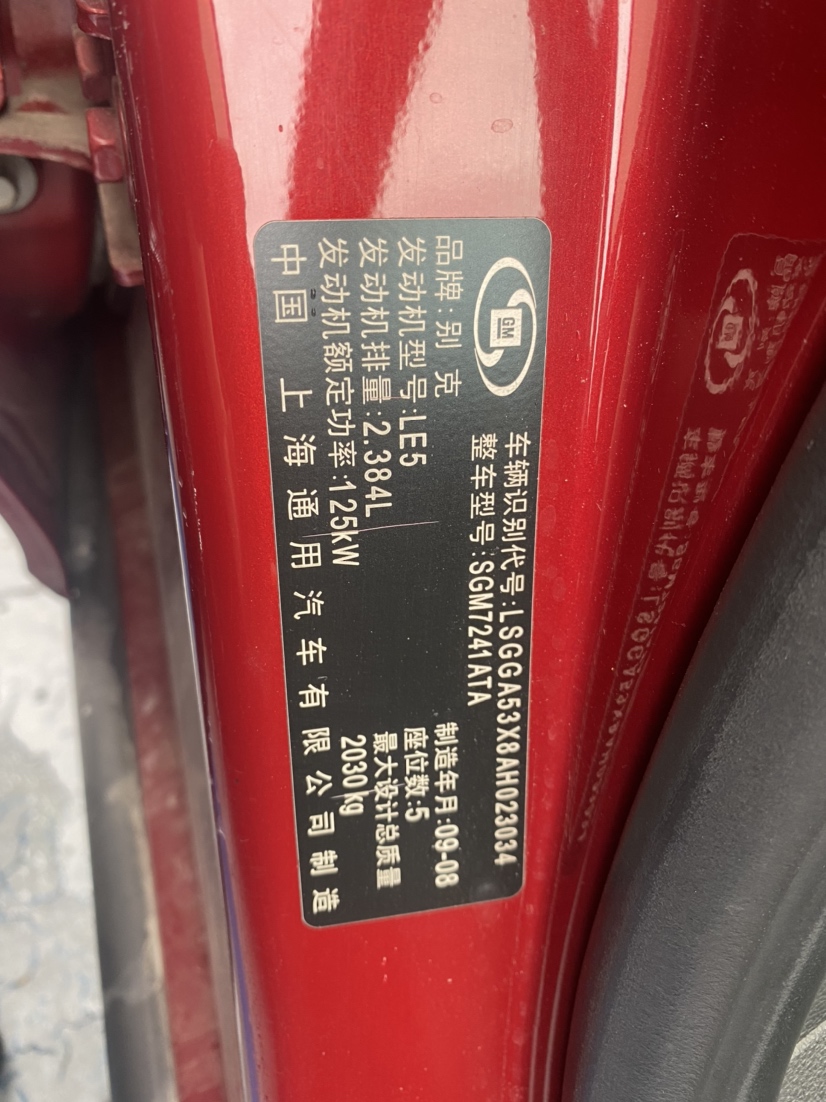 GM
车辆识别代号:LSGGA53X8AH023034
整车型号:SGM7241ATA
品牌:别克
制造年月:09-08
发动机型号:LE5
座位数:5
发动机排量:2.384L
最大设计总质量
发动机额定功率:125kW
2030kg
中国 上海通用汽车有限公司制造